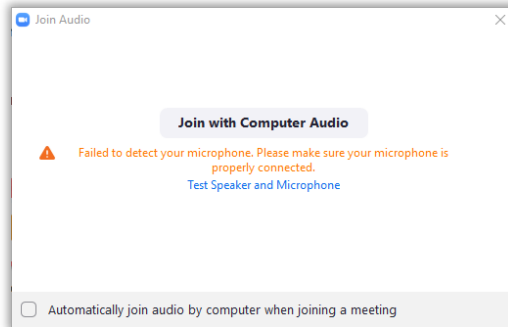 Join Audio
Join with Computer Audio
Failed to detect your microphone. Please make sure your microphone is
properly connected.
Test Speaker and Microphone
Automatically join audio by computer when joining a meeting